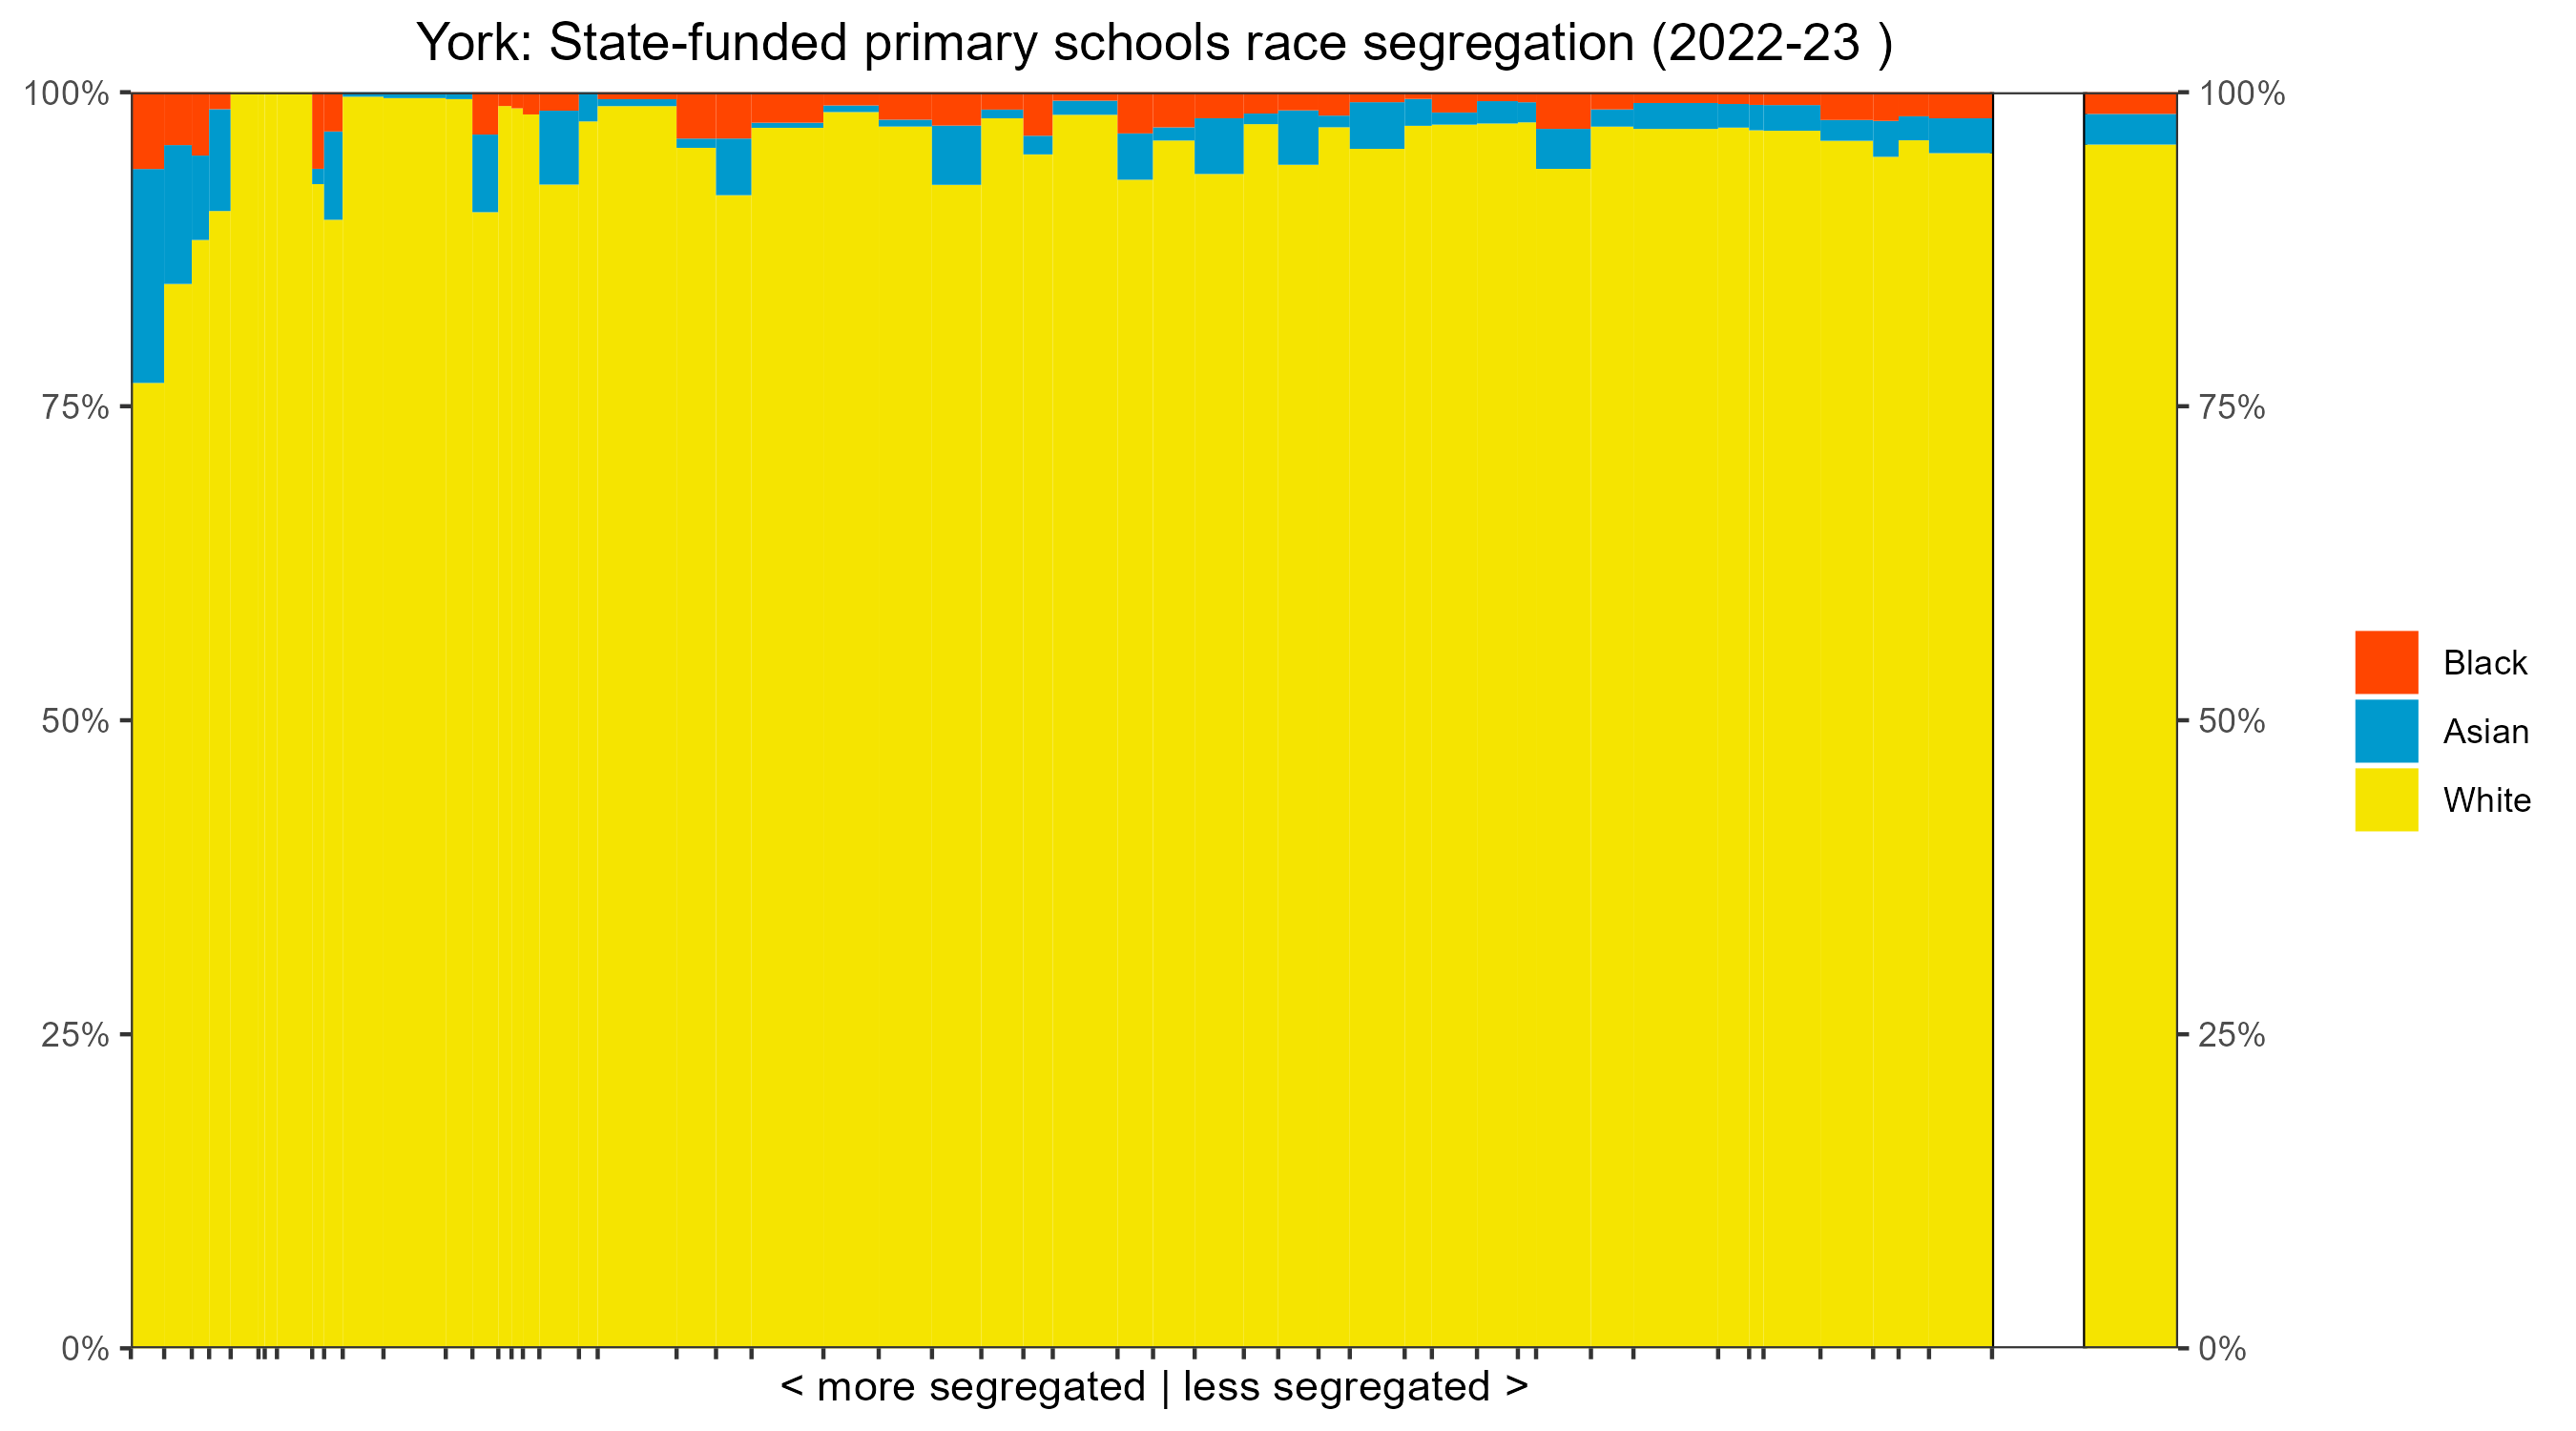 York: State-funded primary schools race segregation (2022-23 )
100%
75%
50%
25%
0%
100%
75%
50%
25%
0%
< more segregated | less segregated >
Black
Asian
White